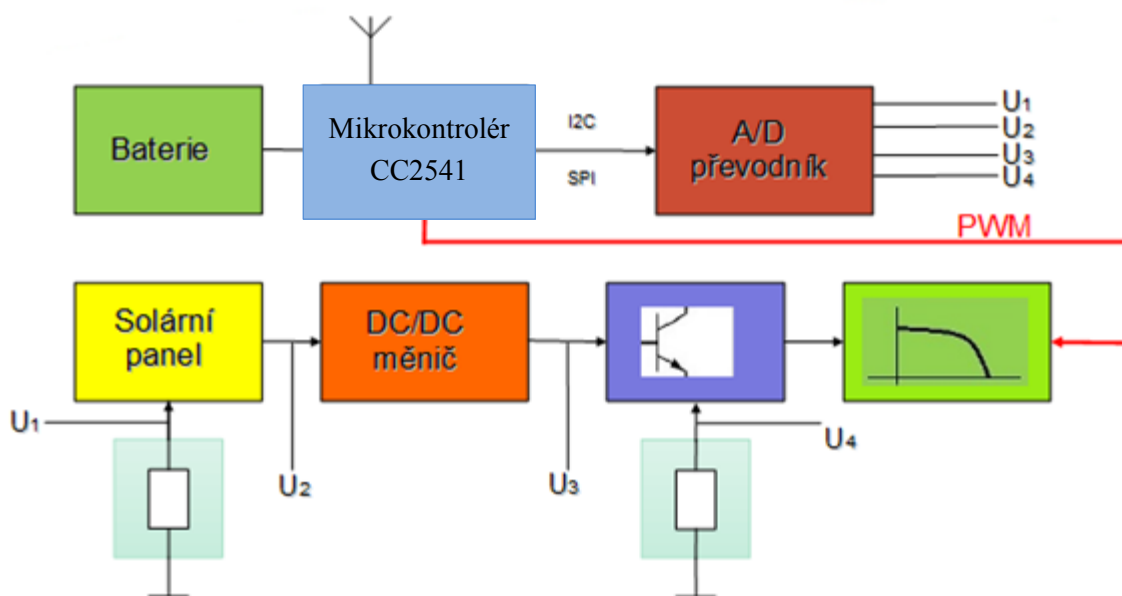 Baterie
Mikrokontrolér
CC2541
I2C
SPI
A/D
převodník
U1
U2
U3
U4
PWM
Solární
panel
DC/DC
měnič
U1
U2
U3
U4